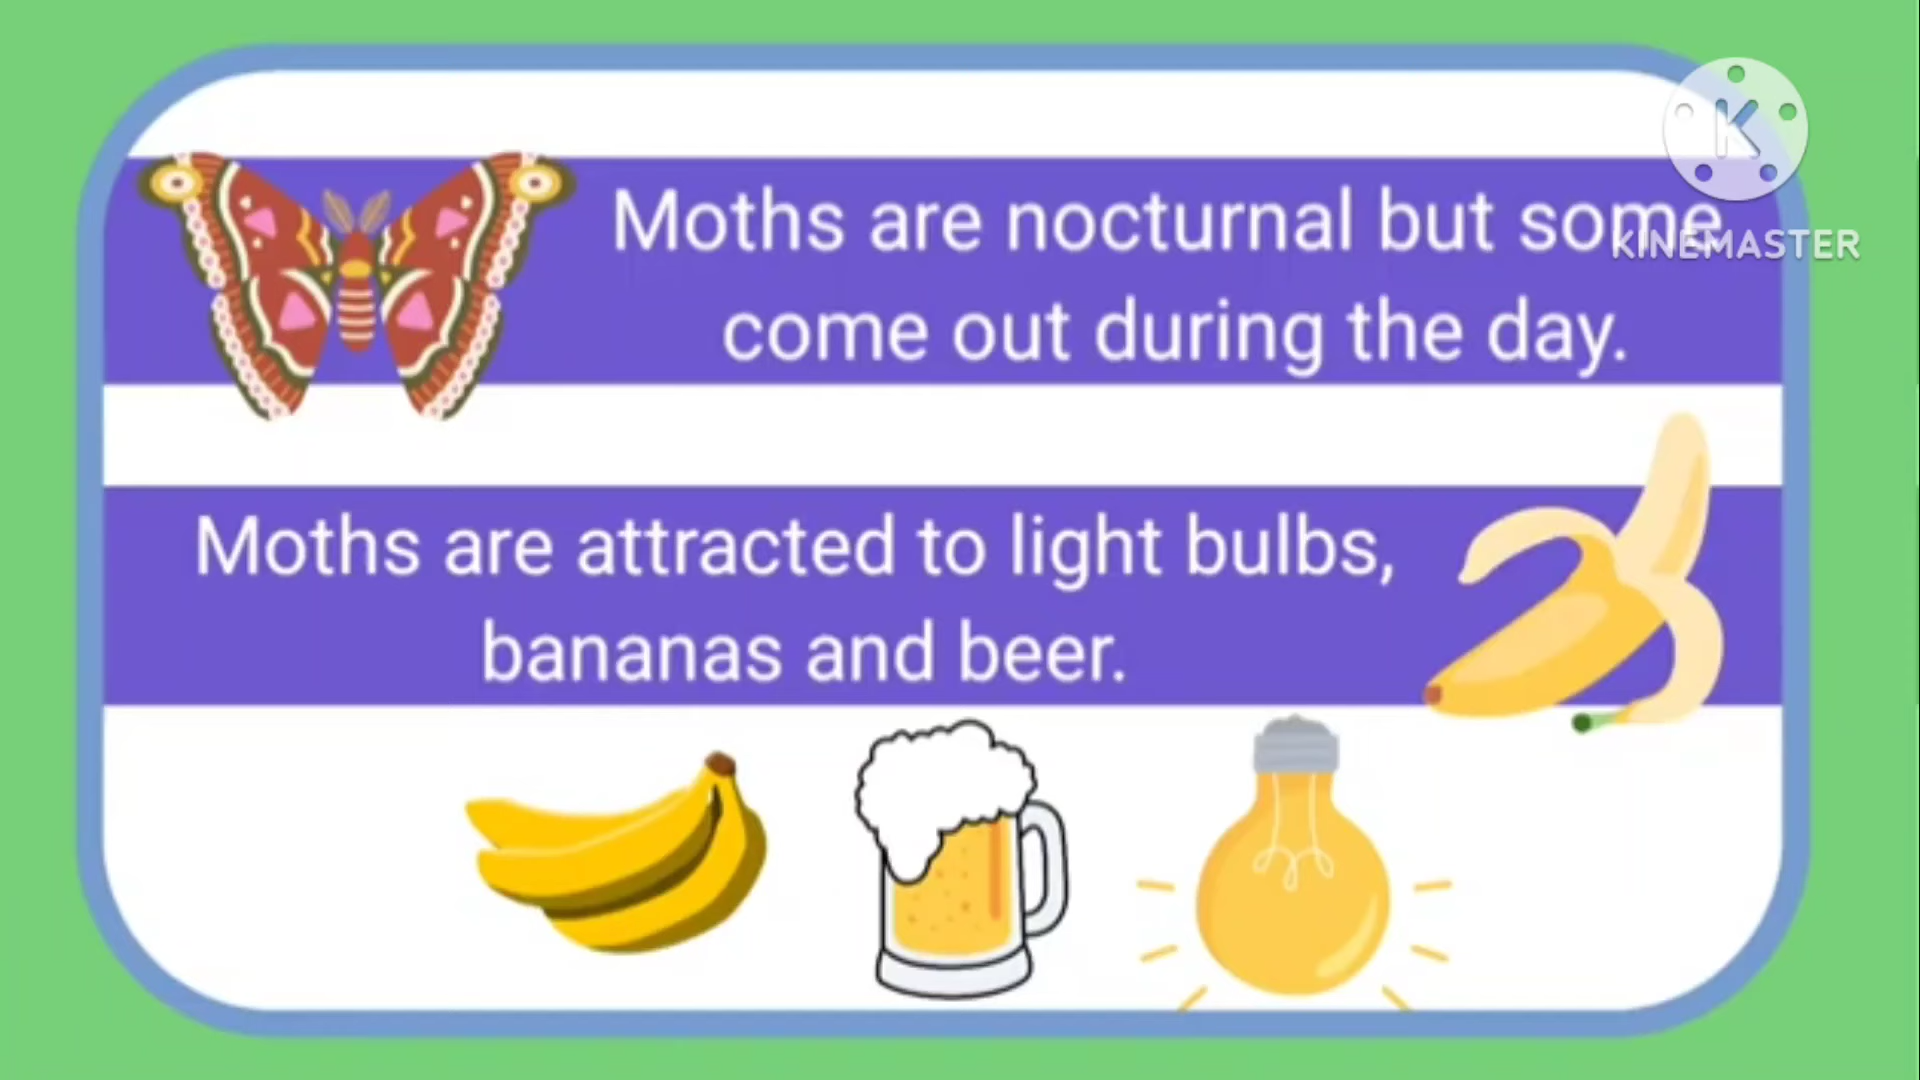 Moths are nocturnal but some
come out during the day.
Moths are attracted to light bulbs,
bananas and beer.
K
KINEMASTER